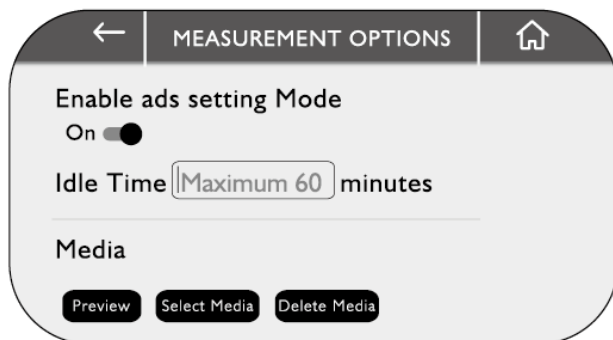 MEASUREMENT OPTIONS
Enable ads setting Mode
On
Idle Time Maximum 60 minutes
Media
Preview Select Media Delete Media